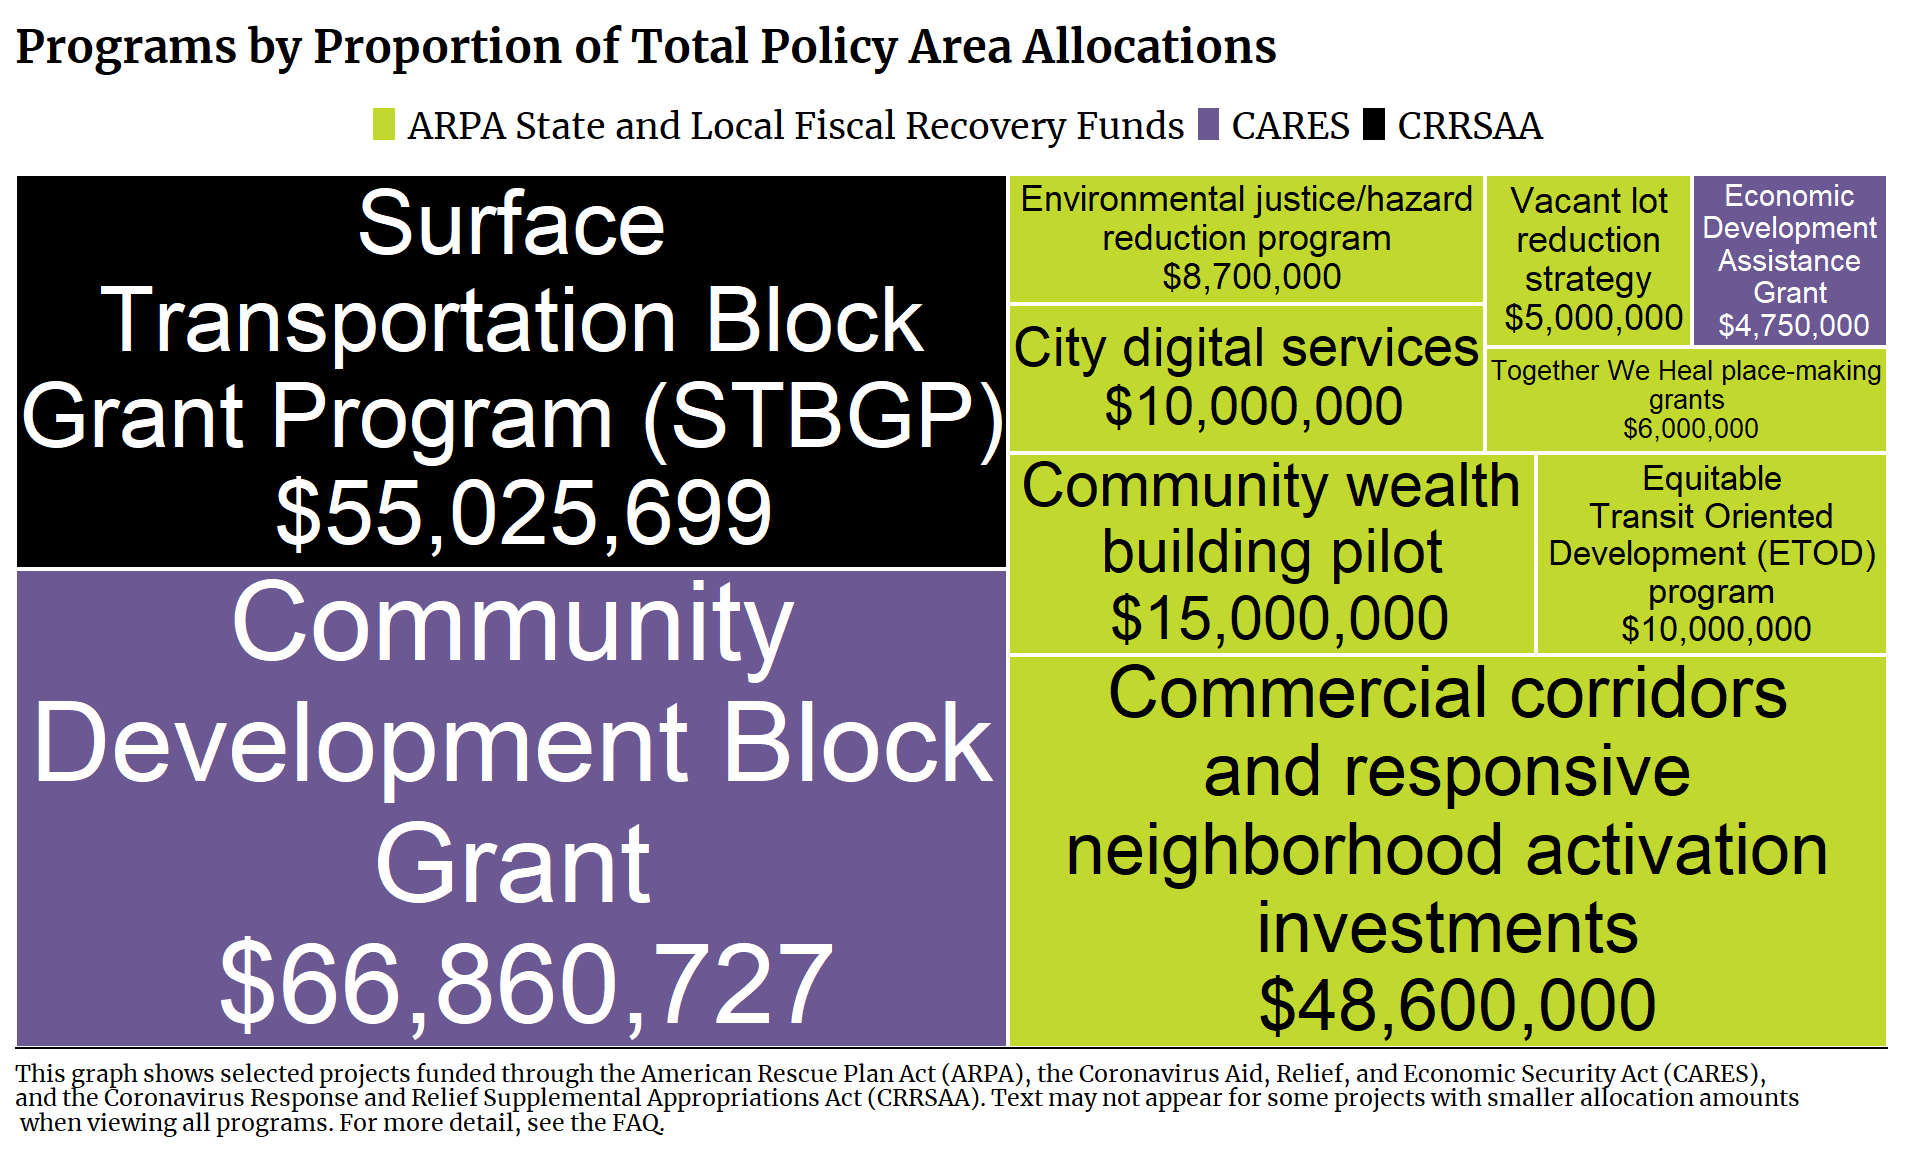 Programs by Proportion of Total Policy Area Allocations
ARPA State and Local Fiscal Recovery Funds CARES CRRSAA
Surface
Transportation Block
Grant Program (STBGP)
$55,025,699
Community
Development Block
Grant
$66,860,727
Environmental justice/hazard
reduction program
$8,700,000
Vacant lot
reduction
strategy
$5,000,000
Economic
Development
Assistance
Grant
$4,750,000
City digital services
$10,000,000
Together We Heal place-making
grants
$6,000,000
Community wealth
building pilot
$15,000,000
Equitable
Transit Oriented
Development (ETOD)
program
$10,000,000
Commercial corridors
and responsive
neighborhood activation
investments
$48,600,000
This graph shows selected projects funded through the American Rescue Plan Act (ARPA), the Coronavirus Aid, Relief, and Economic Security Act (CARES),
and the Coronavirus Response and Relief Supplemental Appropriations Act (CRRSAA). Text may not appear for some projects with smaller allocation amounts
when viewing all programs. For more detail, see the FAQ.